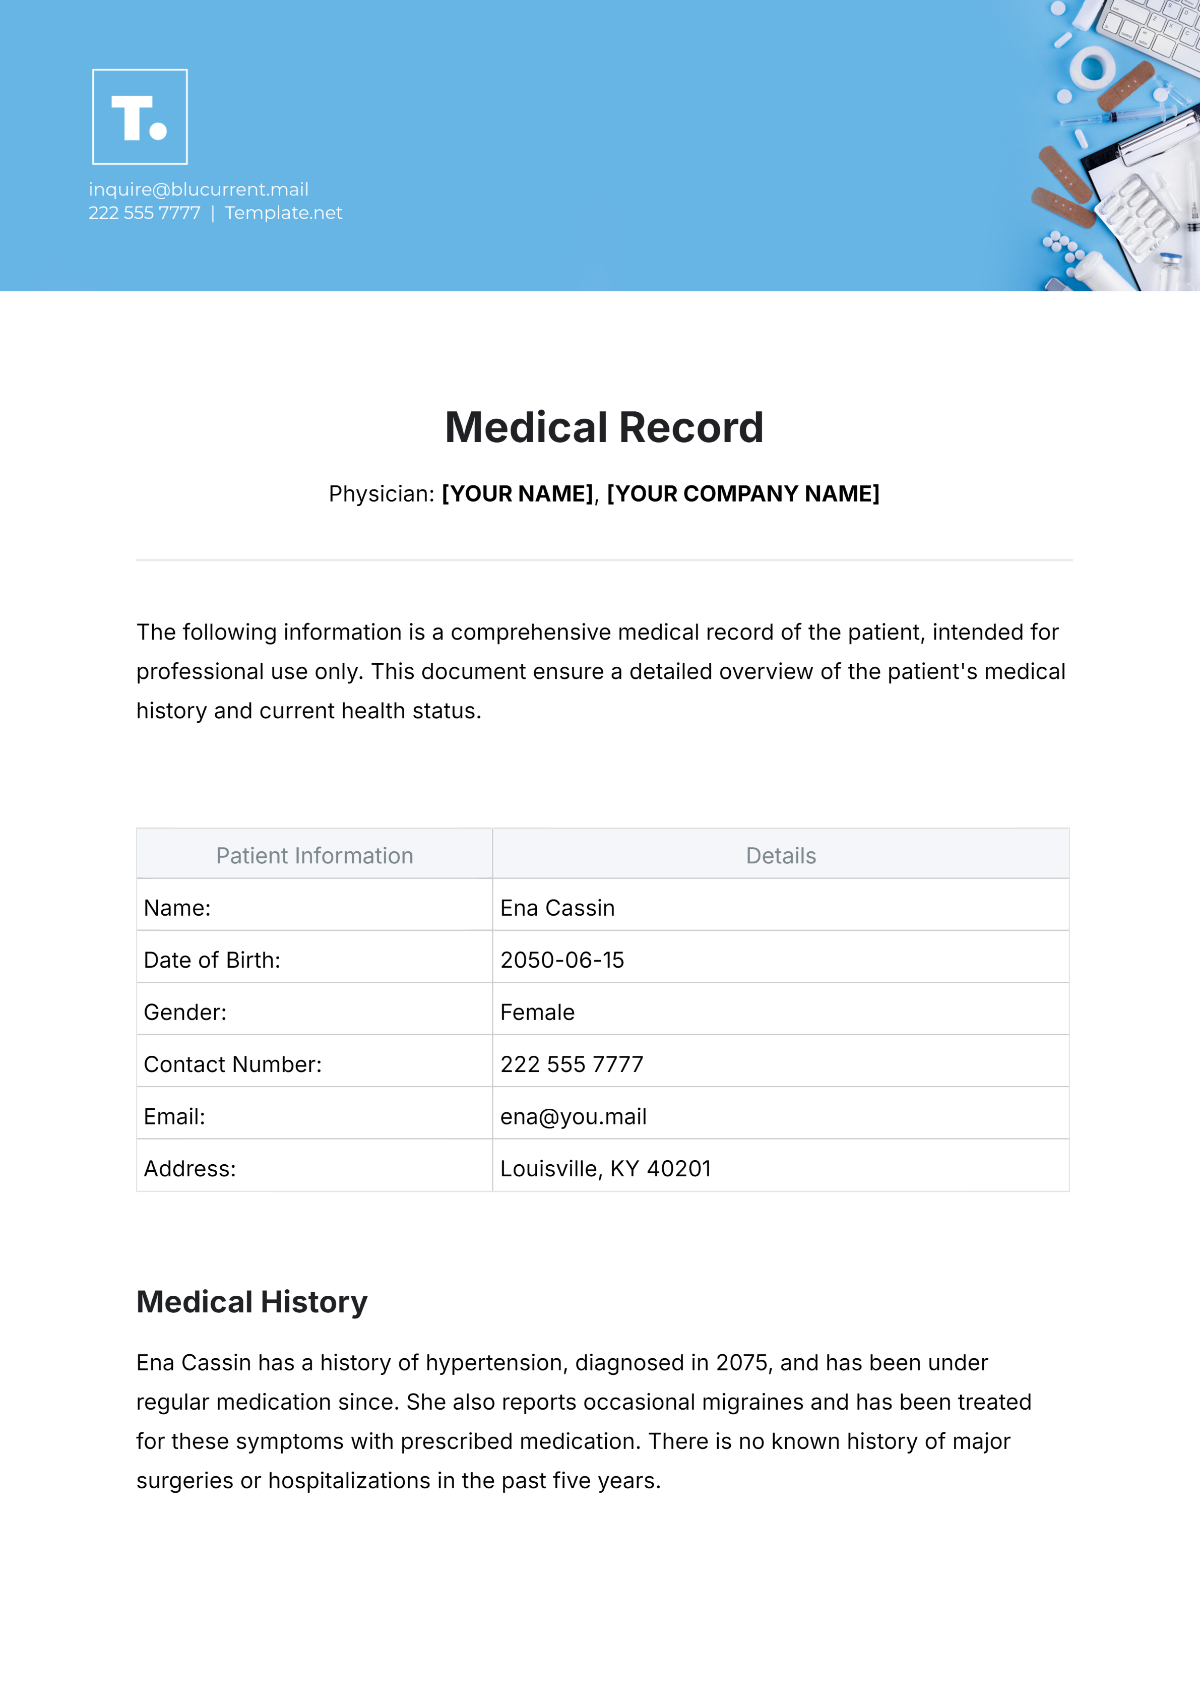 T.
inquire@blucurrent.mail
222 555 7777 | Template.net
Medical Record
Physician: [YOUR NAME], [YOUR COMPANY NAME]
The following information is a comprehensive medical record of the patient, intended for
professional use only. This document ensure a detailed overview of the patient's medical
history and current health status.
Patient Information Details
Name: Ena Cassin
Date of Birth: 2050-06-15
Gender: Female
Contact Number: 222 555 7777
Email: ena@you.mail
Address: Louisville, KY 40201
Medical History
Ena Cassin has a history of hypertension, diagnosed in 2075, and has been under
regular medication since. She also reports occasional migraines and has been treated
for these symptoms with prescribed medication. There is no known history of major
surgeries or hospitalizations in the past five years.